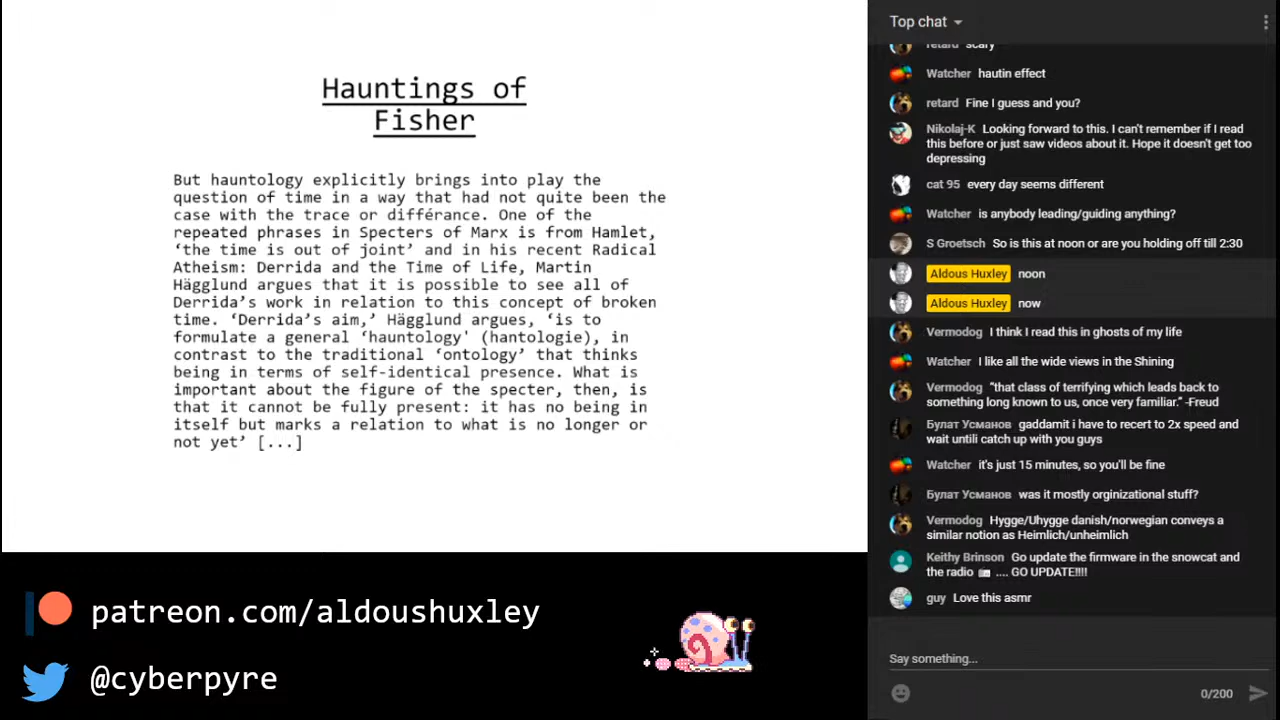 Hauntings of
Fisher
But hauntology explicitly brings into play the
question of time in a way that had not quite been the
case with the trace or différance. One of the
repeated phrases in Specters of Marx is from Hamlet,
‘the time is out of joint’ and in his recent Radical
Atheism: Derrida and the Time of Life, Martin
Hägglund argues that it is possible to see all of
Derrida’s work in relation to this concept of broken
time. ‘Derrida’s aim,’ Hägglund argues, ‘is to
formulate a general ‘hauntology' (hantologie), in
contrast to the traditional ‘ontology’ that thinks
being in terms of self-identical presence. What is
important about the figure of the specter, then, is
that it cannot be fully present: it has no being in
itself but marks a relation to what is no longer or
not yet’ [...]
patreon.com/aldoushuxley
@cyberpyre
Top chat
retard scary
Watcher hautin effect
retard Fine I guess and you?
Nikolaj-K Looking forward to this. I can't remember if I read
this before or just saw videos about it. Hope it doesn't get too
depressing
cat 95 every day seems different
Watcher is anybody leading/guiding anything?
S Groetsch So is this at noon or are you holding off till 2:30
Aldous Huxley noon
Aldous Huxley now
Vermodog I think I read this in ghosts of my life
Watcher I like all the wide views in the Shining
Vermodog “that class of terrifying which leads back to
something long known to us, once very familiar.” -Freud
Булат Усманов gaddamit i have to recert to 2x speed and
wait untili catch up with you guys
Watcher it's just 15 minutes, so you'll be fine
Булат Усманов was it mostly orginizational stuff?
Vermodog Hygge/Uhygge danish/norwegian conveys a
similar notion as Heimlich/unheimlich
Keithy Brinson Go update the firmware in the snowcat and
the radio 📻 .... GO UPDATE!!!!
guy Love this asmr
Say something...
0/200